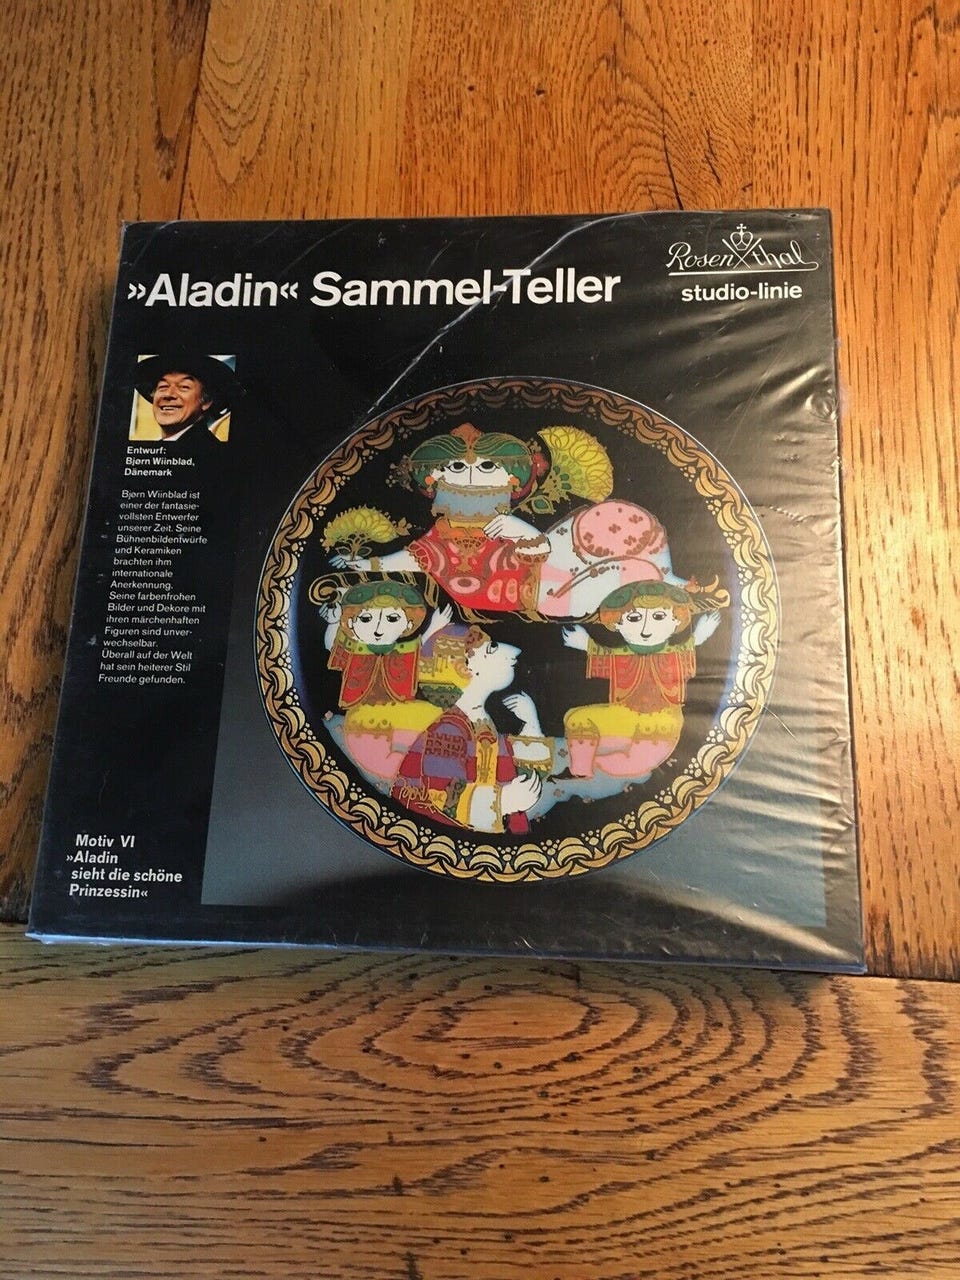 »Aladin« Sammel-Teller
Rosenthal
studio-linie
Entwurf:
Bjørn Wiinblad,
Dänemark
Bjørn Wiinblad ist
einer der fantasie-
vollsten Entwerfer
unserer Zeit. Seine
Bühnenbildentwürfe
und Keramiken
brachten ihm
internationale
Anerkennung.
Seine farbenfrohen
Bilder und Dekore mit
ihren märchenhaften
Figuren sind unver-
wechselbar.
Überall auf der Welt
hat sein heiterer Stil
Freunde gefunden.
Motiv VI
»Aladin
sieht die schöne
Prinzessin«